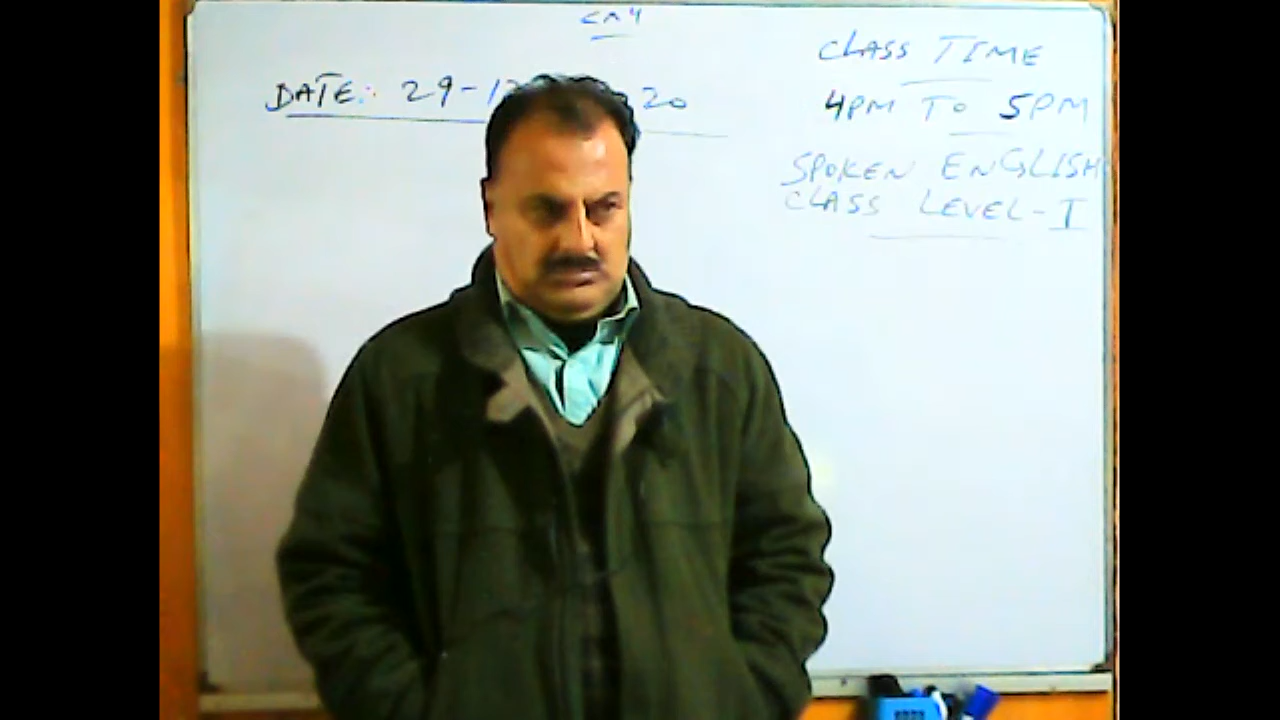 DATE: 29-12 20
CLASS TIME
4PM TO 5PM
SPOKEN ENGLISH
CLASS LEVEL-I